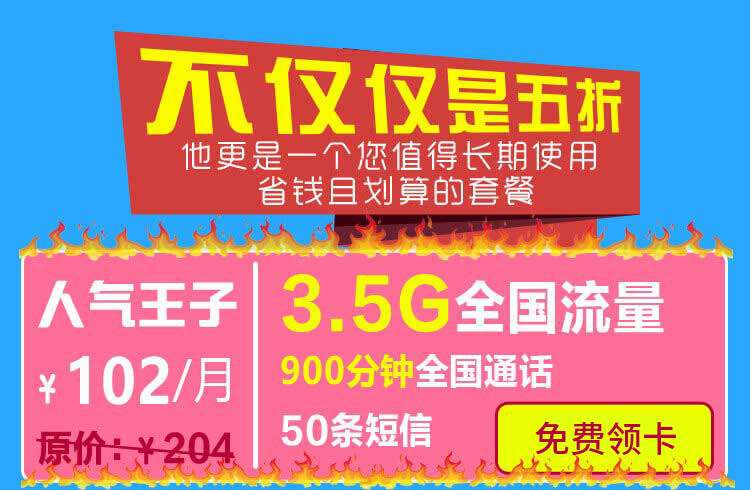 不仅仅是五折
他更是一个您值得长期使用
省钱且划算的套餐
人气王子
¥102/月
原价:¥204
3.5G全国流量
900分钟全国通话
50条短信
免费领卡